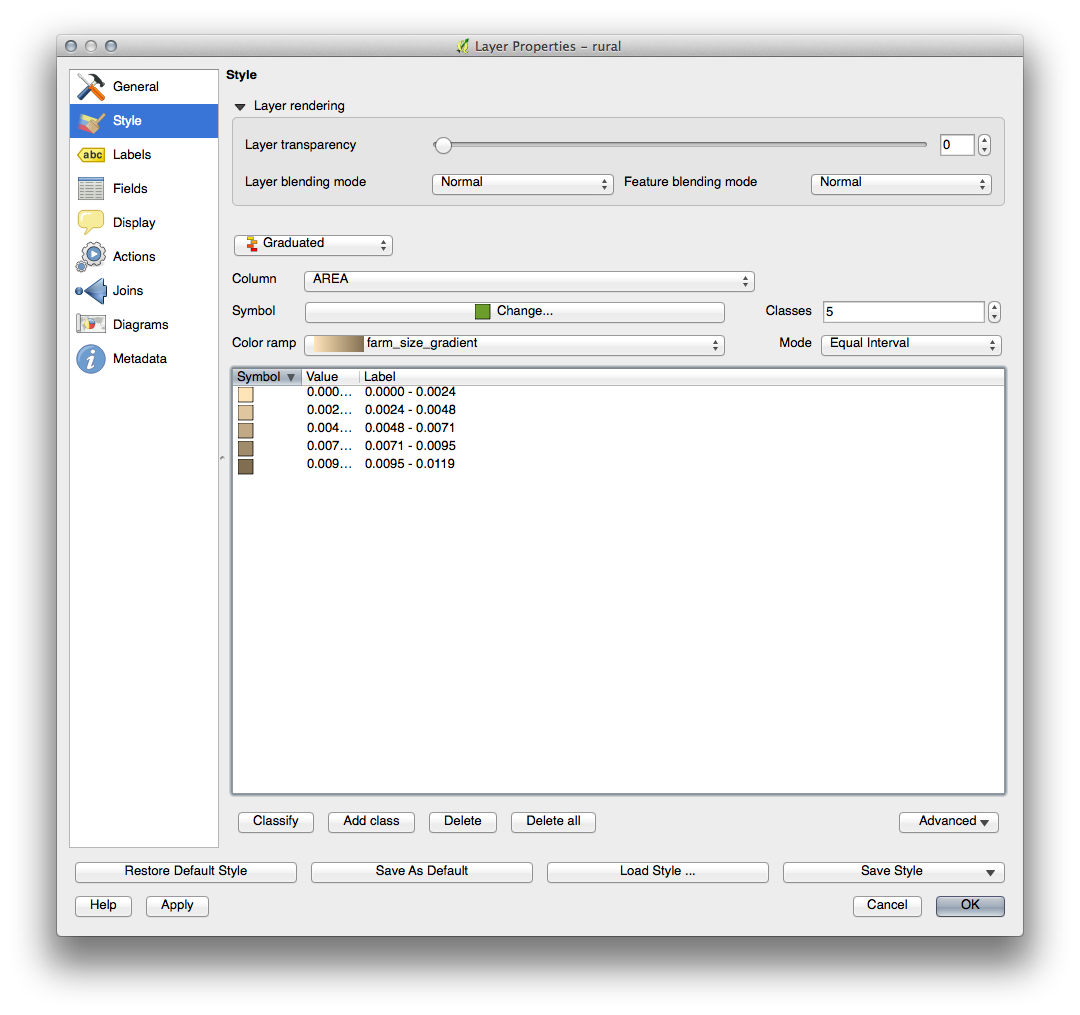 Layer Properties – rural
General
Style
Labels
Fields
Display
Actions
Joins
Diagrams
Metadata
Style
Layer rendering
Layer transparency 0
Layer blending mode Normal Feature blending mode Normal
Graduated
Column AREA
Symbol Change... Classes 5
Color ramp farm_size_gradient Mode Equal Interval
Symbol Value Label
0.000... 0.0000 - 0.0024
0.002... 0.0024 - 0.0048
0.004... 0.0048 - 0.0071
0.007... 0.0071 - 0.0095
0.009... 0.0095 - 0.0119
Classify Add class Delete Delete all Advanced
Restore Default Style Save As Default Load Style ... Save Style
Help Apply Cancel OK
abc